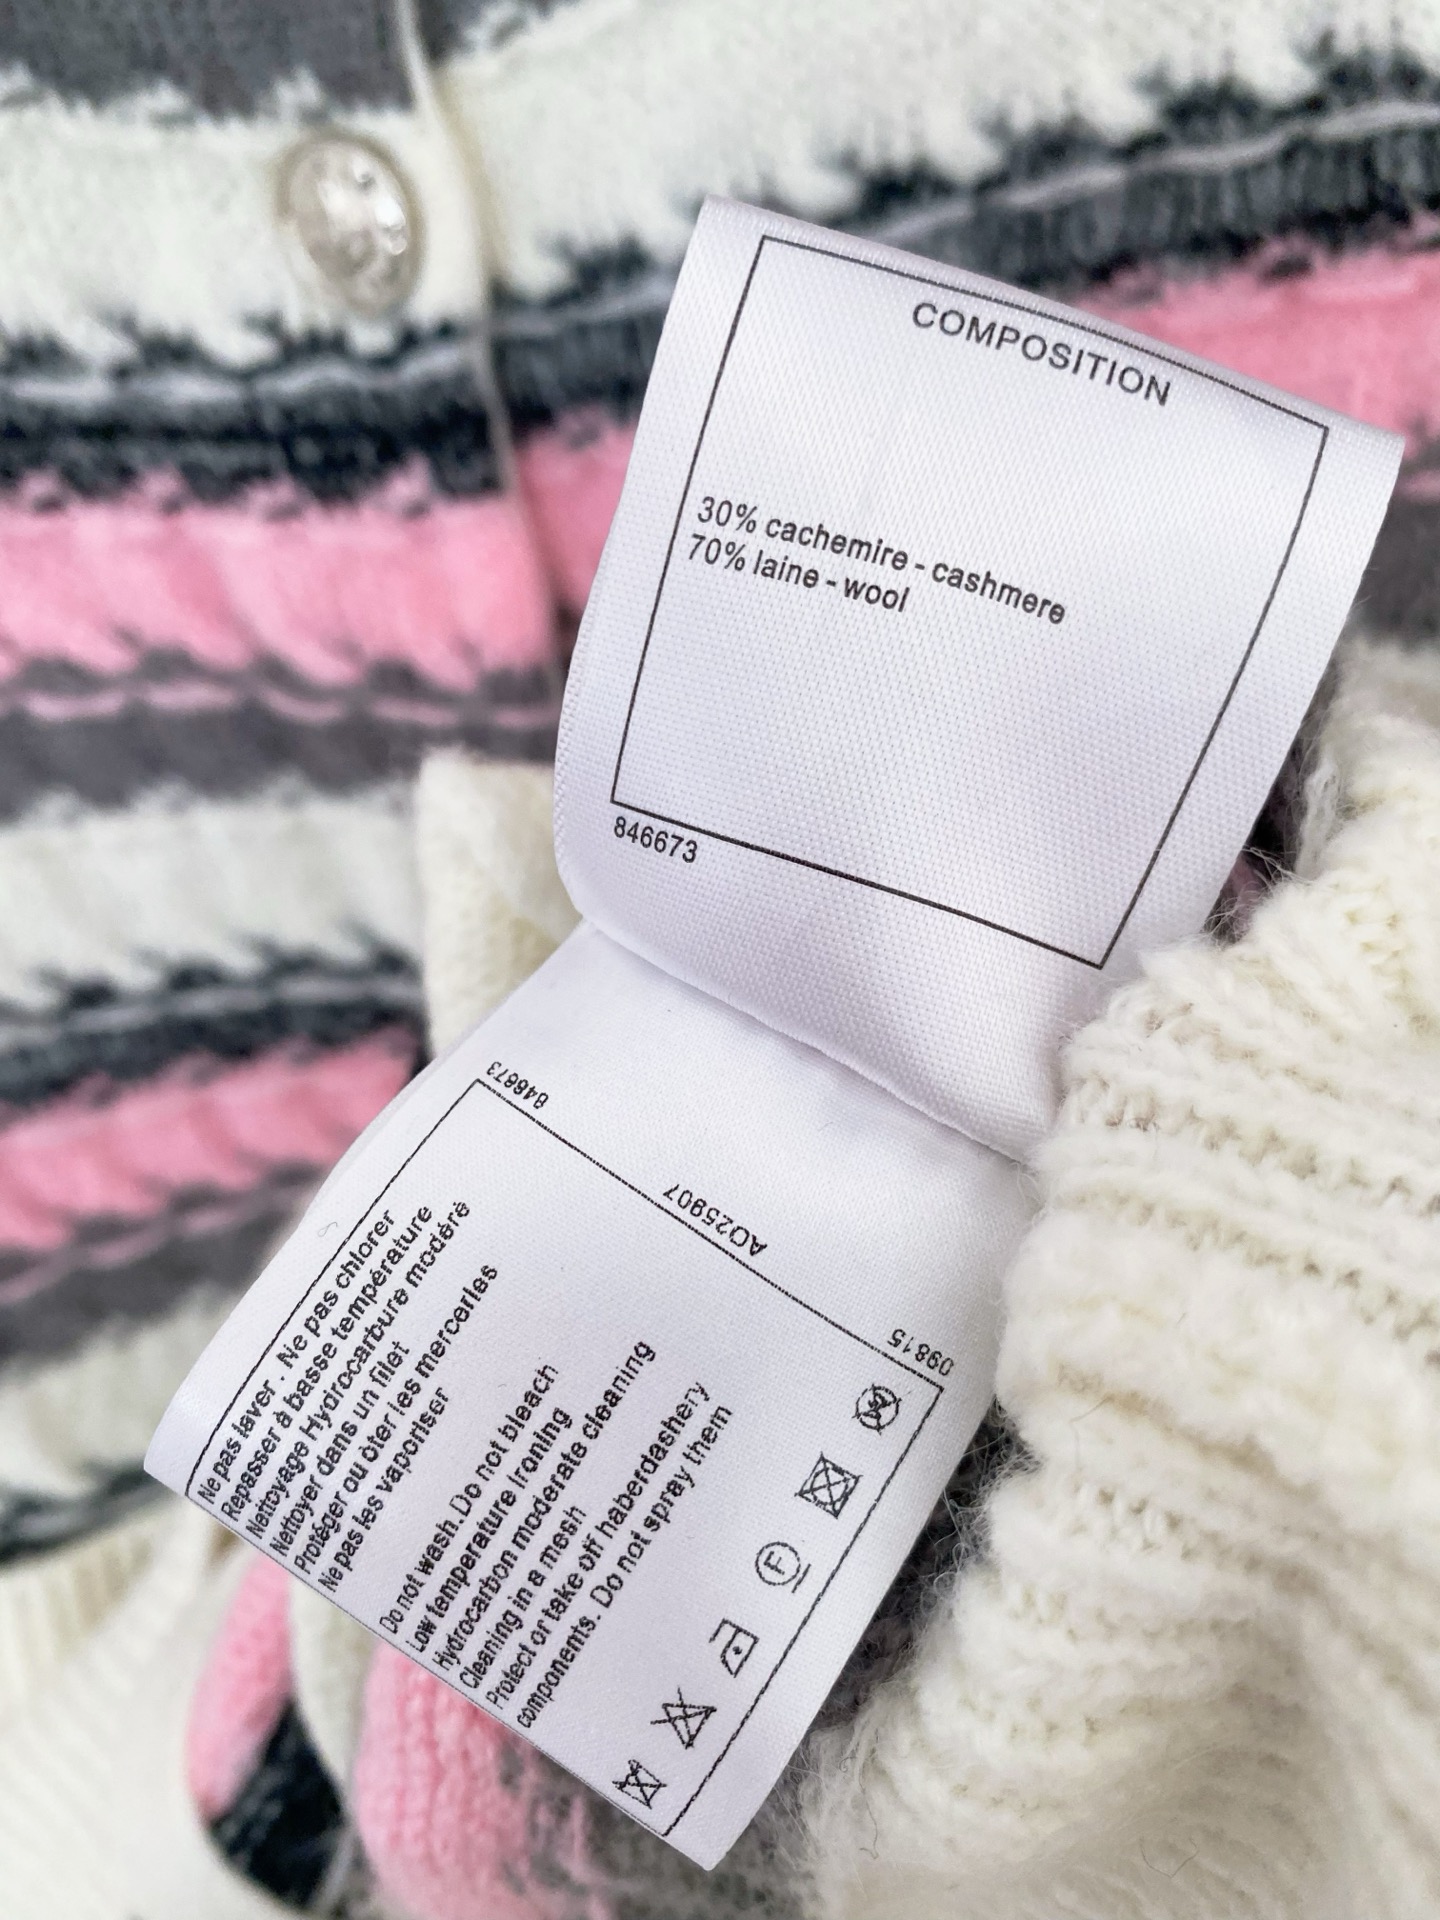 COMPOSITION
30% cachemire - cashmere
70% laine - wool
846673
846673
AO25907
09815
Ne pas laver . Ne pas chlorer
Repasser à basse température
Nettoyage Hydrocarbure modéré
Nettoyer dans un filet
Protéger ou ôter les merceries
Ne pas les vaporiser
Do not wash. Do not bleach
Low temperature ironing
Hydrocarbon moderate cleaning
Cleaning in a mesh
Protect or take off haberdashery
components. Do not spray them
F